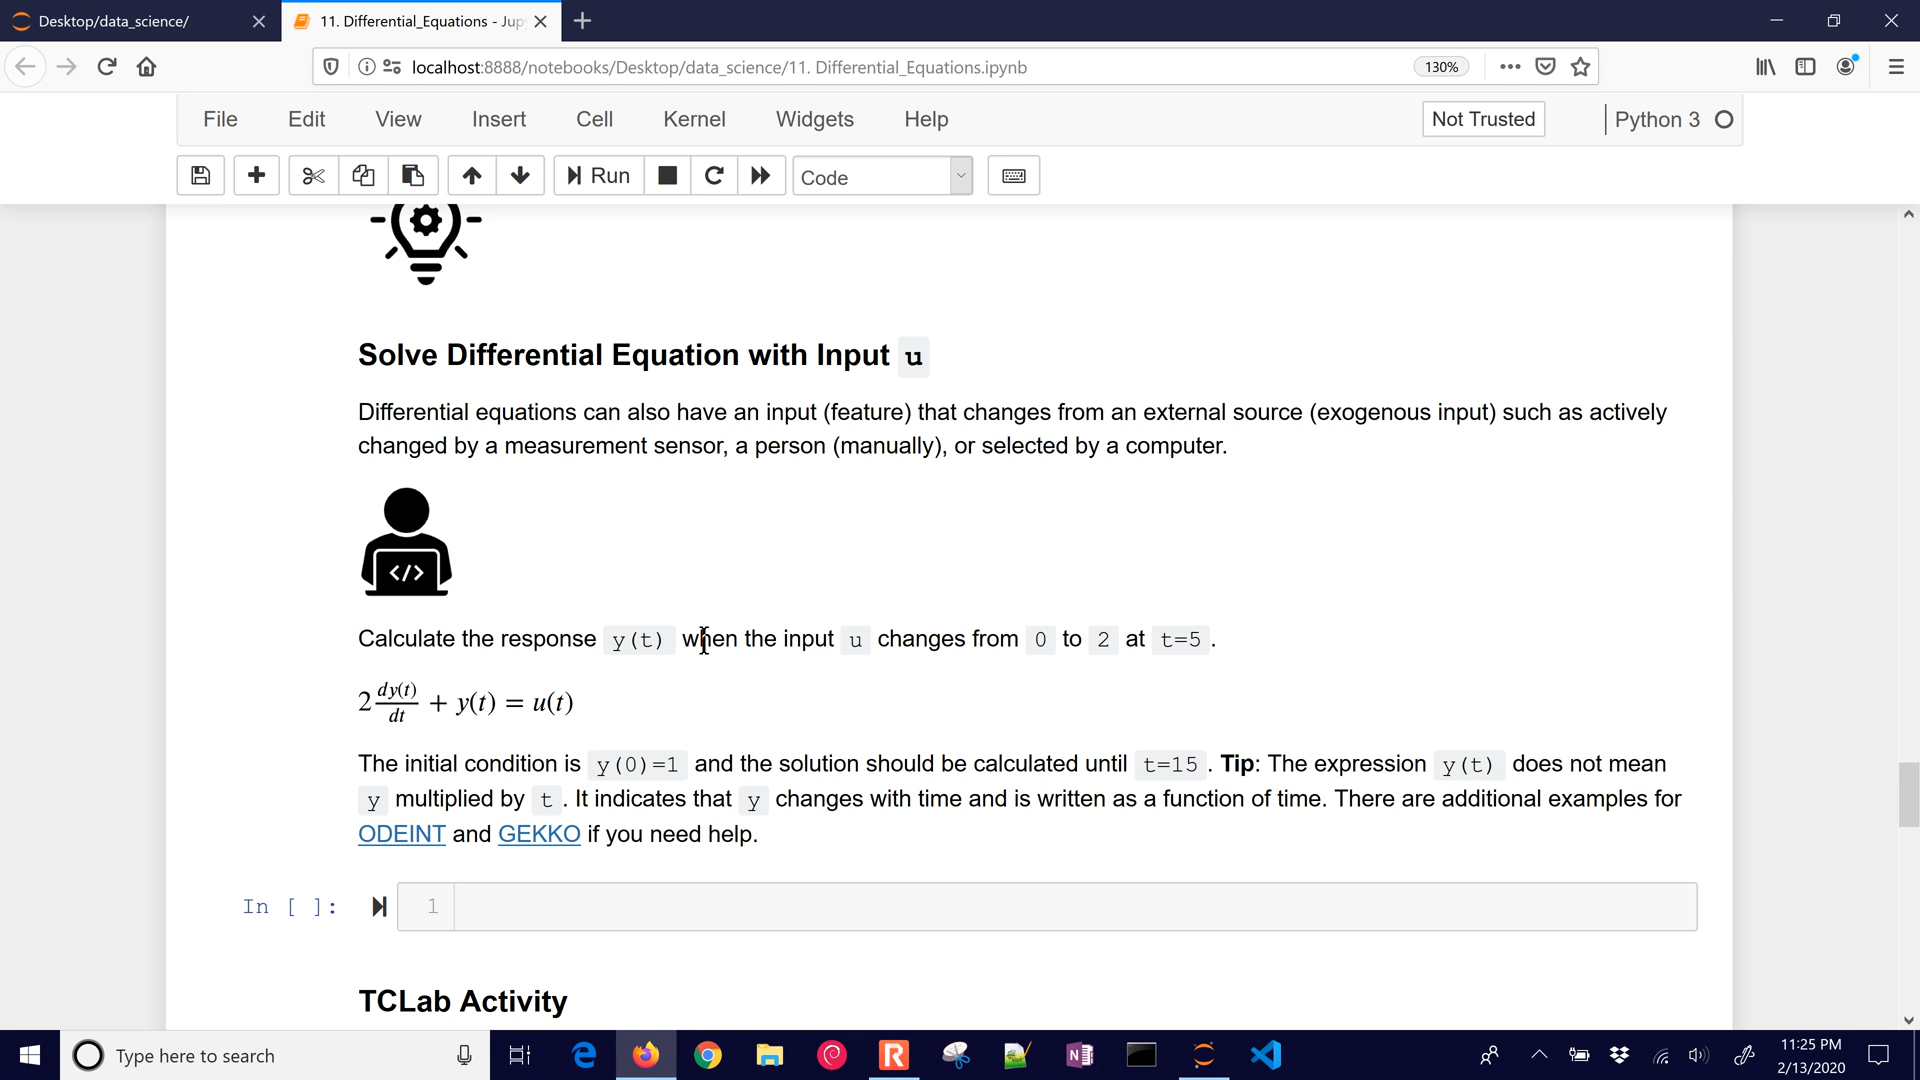 Desktop/data_science/
11. Differential_Equations - Jup
localhost:8888/notebooks/Desktop/data_science/11. Differential_Equations.ipynb
130%
File Edit View Insert Cell Kernel Widgets Help
Not Trusted
Python 3
Run
Code
Solve Differential Equation with Input u
Differential equations can also have an input (feature) that changes from an external source (exogenous input) such as actively
changed by a measurement sensor, a person (manually), or selected by a computer.
</>
Calculate the response y(t) when the input u changes from 0 to 2 at t=5 .
2 dy(t)/dt + y(t) = u(t)
The initial condition is y(0)=1 and the solution should be calculated until t=15 . Tip: The expression y(t) does not mean
y multiplied by t . It indicates that y changes with time and is written as a function of time. There are additional examples for
ODEINT and GEKKO if you need help.
In [ ]: 1
TCLab Activity
Type here to search
11:25 PM
2/13/2020